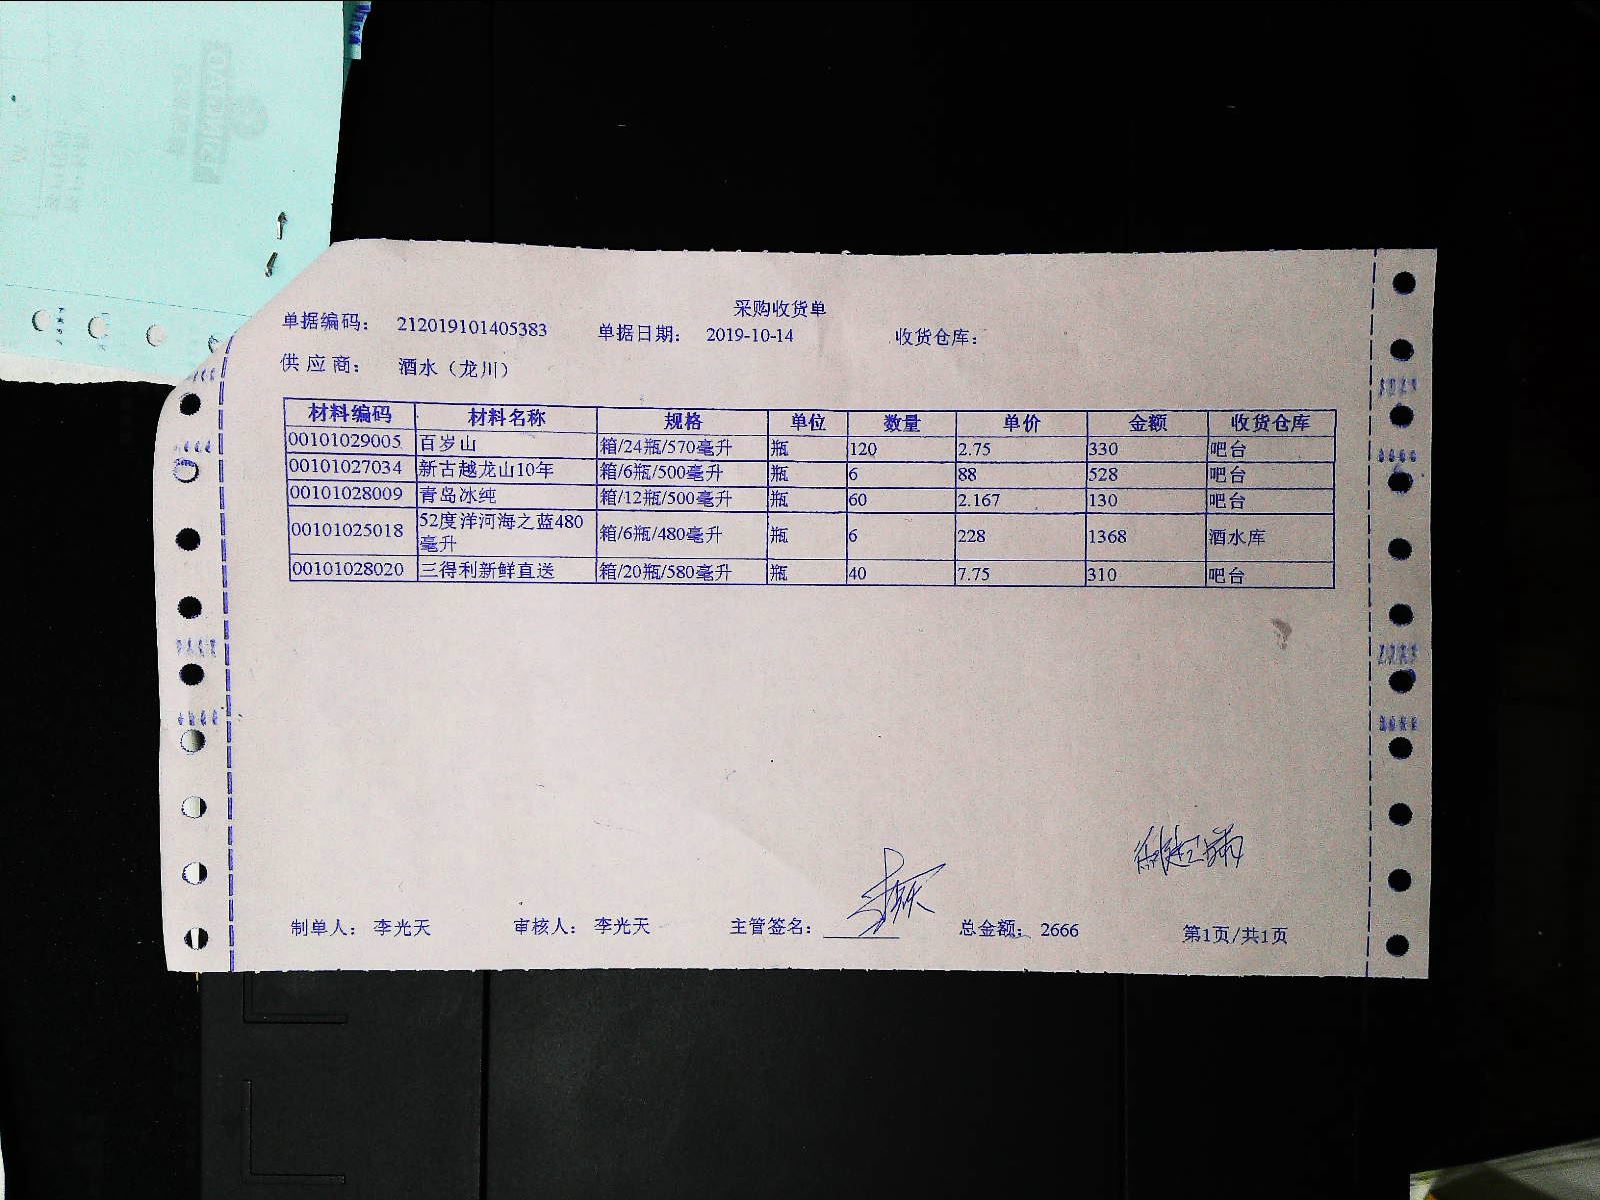 采购收货单
单据编码： 212019101405383 单据日期： 2019-10-14 收货仓库：
供应商： 酒水（龙川）
材料编码 材料名称 规格 单位 数量 单价 金额 收货仓库
00101029005 百岁山 箱/24瓶/570毫升 瓶 120 2.75 330 吧台
00101027034 新古越龙山10年 箱/6瓶/500毫升 瓶 6 88 528 吧台
00101028009 青岛冰纯 箱/12瓶/500毫升 瓶 60 2.167 130 吧台
00101025018 52度洋河海之蓝480毫升 箱/6瓶/480毫升 瓶 6 228 1368 酒水库
00101028020 三得利新鲜直送 箱/20瓶/580毫升 瓶 40 7.75 310 吧台
制单人： 李光天 审核人： 李光天 主管签名： 总金额： 2666 第1页/共1页